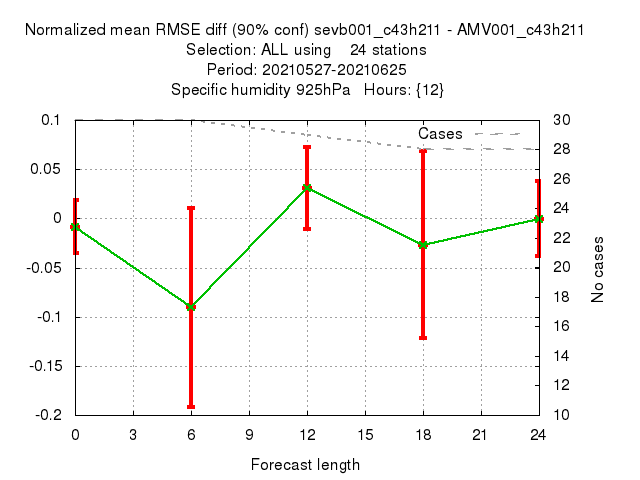 Normalized mean RMSE diff (90% conf) sevb001_c43h211 - AMV001_c43h211
Selection: ALL using 24 stations
Period: 20210527-20210625
Specific humidity 925hPa Hours: {12}
Cases
0.1
0.05
0
-0.05
-0.1
-0.15
-0.2
30
28
26
24
22
20
18
16
14
12
10
No cases
0 3 6 9 12 15 18 21 24
Forecast length